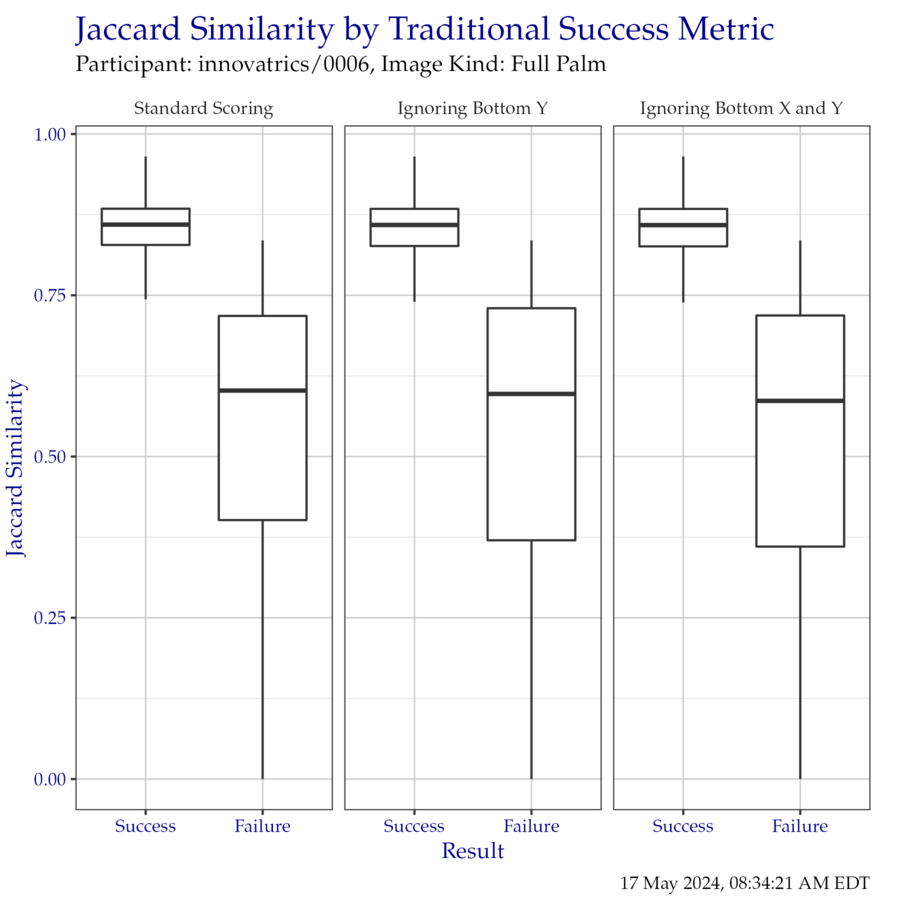 Jaccard Similarity by Traditional Success Metric
Participant: innovatrics/0006, Image Kind: Full Palm
Standard Scoring
Ignoring Bottom Y
Ignoring Bottom X and Y
Jaccard Similarity
1.00
0.75
0.50
0.25
0.00
Success Failure
Success Failure
Success Failure
Result
17 May 2024, 08:34:21 AM EDT